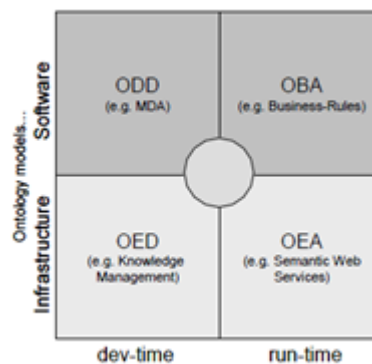 Ontology models...
Software
Infrastructure
ODD
(e.g. MDA)
OBA
(e.g. Business-Rules)
OED
(e.g. Knowledge
Management)
OEA
(e.g. Semantic Web
Services)
dev-time
run-time